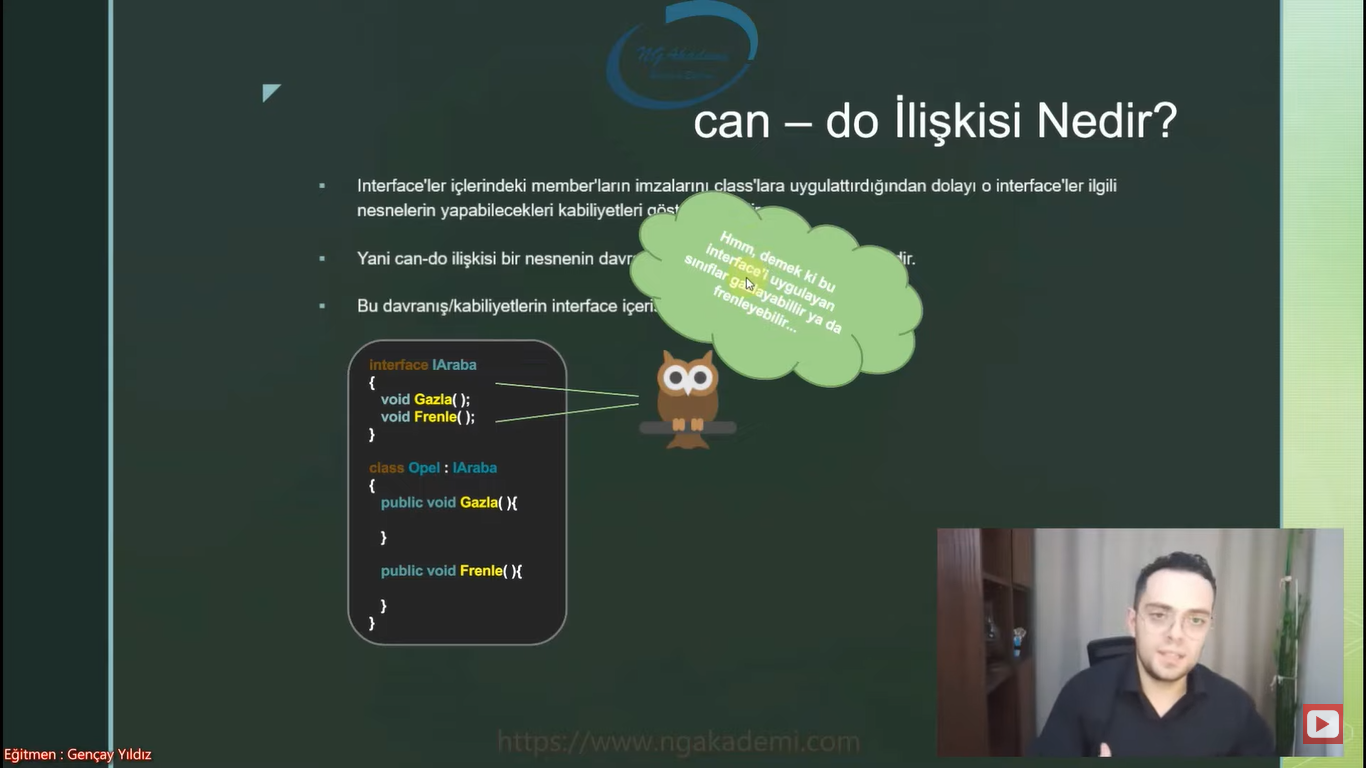 NG Akademi
can – do İlişkisi Nedir?
Interface'ler içlerindeki member'ların imzalarını class'lara uygulattırdığından dolayı o interface'ler ilgili
nesnelerin yapabilecekleri kabiliyetleri
Yani can-do ilişkisi bir nesnenin
Bu davranış/kabiliyetlerin interface
Hmm, demek ki bu
interface'i uygulayan
sınıflar gazlayabillir ya da
frenleyebilir...
interface IAraba
{
void Gazla( );
void Frenle( );
}
class Opel : IAraba
{
public void Gazla( ){
}
public void Frenle( ){
}
}
https://www.ngakademi.com
Eğitmen : Gençay Yıldız